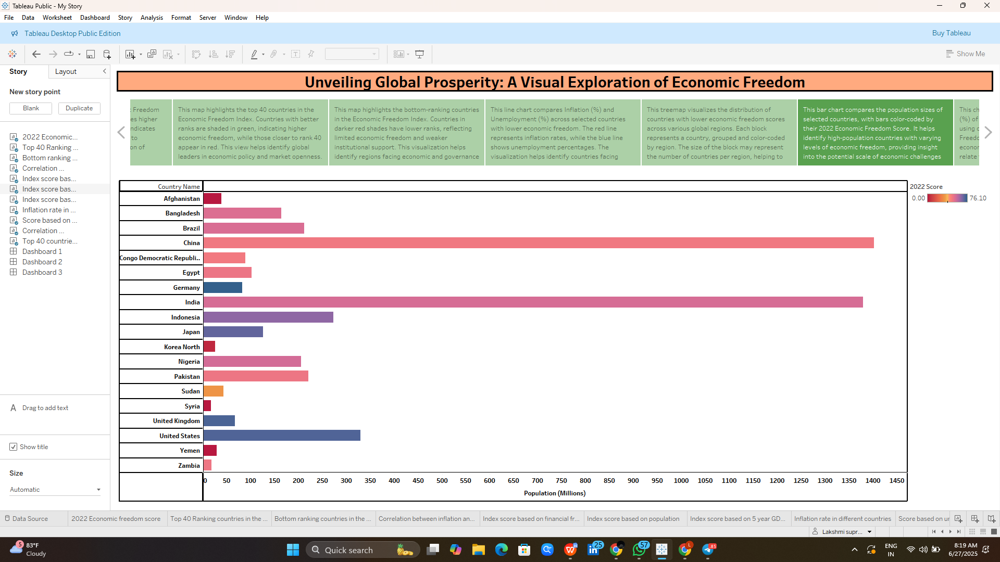 Tableau Public - My Story
File Data Worksheet Dashboard Story Analysis Format Server Window Help
Tableau Desktop Public Edition
Buy Tableau
Show Me
Story
Layout
New story point
Blank
Duplicate
2022 Economic...
Top 40 Ranking ...
Bottom ranking ...
Correlation ...
Index score bas...
Index score bas...
Index score bas...
Inflation rate in ...
Score based on ...
Correlation ...
Top 40 countrie...
Dashboard 1
Dashboard 2
Dashboard 3
A Drag to add text
Show title
Size
Automatic
Unveiling Global Prosperity: A Visual Exploration of Economic Freedom
: Freedom
es higher
ndicates
to
on of
This map highlights the top 40 countries in the
Economic Freedom Index. Countries with better
ranks are shaded in green, indicating higher
economic freedom, while those closer to rank 40
appear in red. This view helps identify global
leaders in economic policy and market openness.
This map highlights the bottom-ranking countries
in the Economic Freedom Index. Countries in
darker red shades have lower ranks, reflecting
limited economic freedom and weaker
institutional support. This visualization helps
identify regions facing economic and governance
This line chart compares Inflation (%) and
Unemployment (%) across selected countries
with lower economic freedom. The red line
represents inflation rates, while the blue line
shows unemployment percentages. The
visualization helps identify countries facing
This treemap visualizes the distribution of
countries with lower economic freedom scores
across various global regions. Each block
represents a country, grouped and color-coded
by region. The size of the block may represent
the number of countries per region, helping to
This bar chart compares the population sizes of
selected countries, with bars color-coded by
their 2022 Economic Freedom Score. It helps
identify high-population countries with varying
levels of economic freedom, providing insight
into the potential scale of economic challenges
This ch
(%) of
using c
Freedo
econor
relate
Country Name
Afghanistan
Bangladesh
Brazil
China
Congo Democratic Republi..
Egypt
Germany
India
Indonesia
Japan
Korea North
Nigeria
Pakistan
Sudan
Syria
United Kingdom
United States
Yemen
Zambia
0 50 100 150 200 250 300 350 400 450 500 550 600 650 700 750 800 850 900 950 1000 1050 1100 1150 1200 1250 1300 1350 1400 1450
Population (Millions)
2022 Score
0.00 76.10
Data Source
2022 Economic freedom score
Top 40 Ranking countries in the ...
Bottom ranking countries in the ...
Correlation between inflation an...
Index score based on financial fr...
Index score based on population
Index score based on 5 year GD...
Inflation rate in different countries
Score based on ur
Lakshmi supr...
5
83°F
Cloudy
Quick search
25
57
L
85
ENG
IN
8:19 AM
6/27/2025